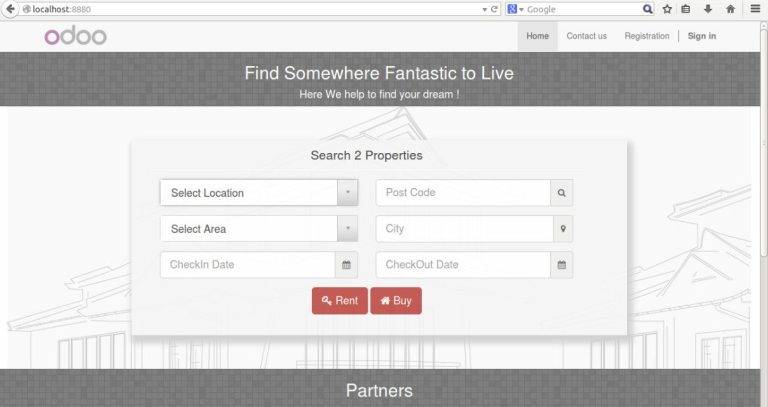 localhost:8880
Google
odoo
Home Contact us Registration Sign in
Find Somewhere Fantastic to Live
Here We help to find your dream !
Search 2 Properties
Select Location Post Code
Select Area City
CheckIn Date CheckOut Date
Rent Buy
Partners